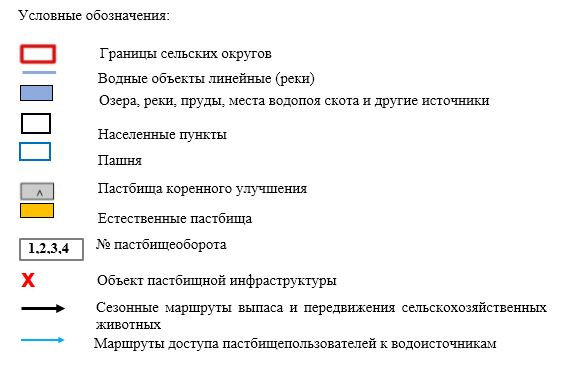 Условные обозначения:
Границы сельских округов
Водные объекты линейные (реки)
Озера, реки, пруды, места водопоя скота и другие источники
Населенные пункты
Пашня
^ Пастбища коренного улучшения
Естественные пастбища
1,2,3,4 № пастбищеоборота
X Объект пастбищной инфраструктуры
Сезонные маршруты выпаса и передвижения сельскохозяйственных
животных
Маршруты доступа пастбищепользователей к водоисточникам